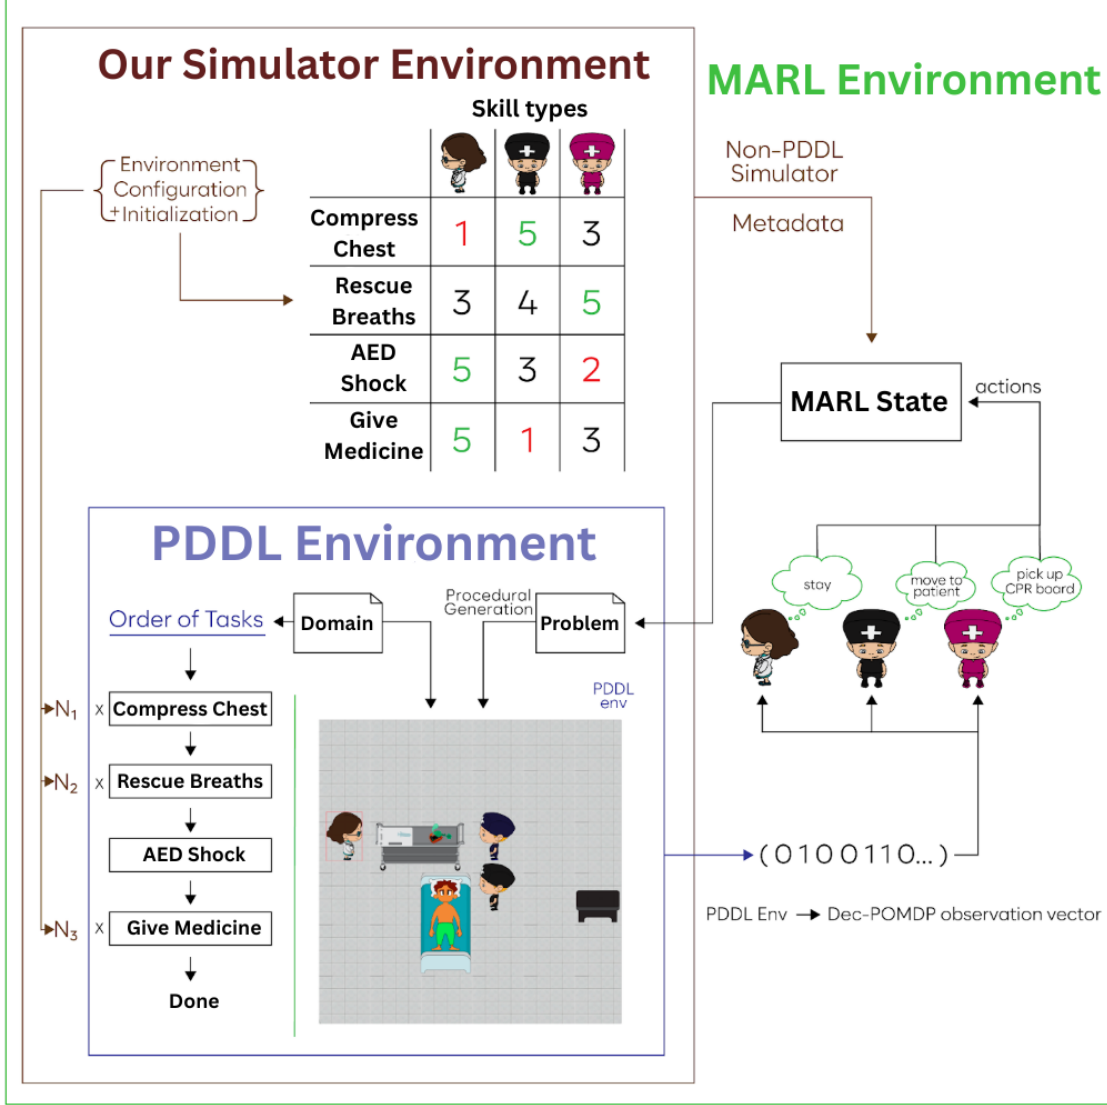 Our Simulator Environment
MARL Environment
Skill types
Environment
Configuration
+Initialization
Compress
Chest
1 5 3
Rescue
Breaths
3 4 5
AED
Shock
5 3 2
Give
Medicine
5 1 3
Non-PDDL
Simulator
Metadata
MARL State
actions
stay
move to
patient
pick up
CPR board
PDDL Environment
Order of Tasks
Domain
Procedural
Generation
Problem
PDDL
env
N₁ x Compress Chest
N₂ x Rescue Breaths
AED Shock
N₃ x Give Medicine
Done
(0100110...)
PDDL Env → Dec-POMDP observation vector